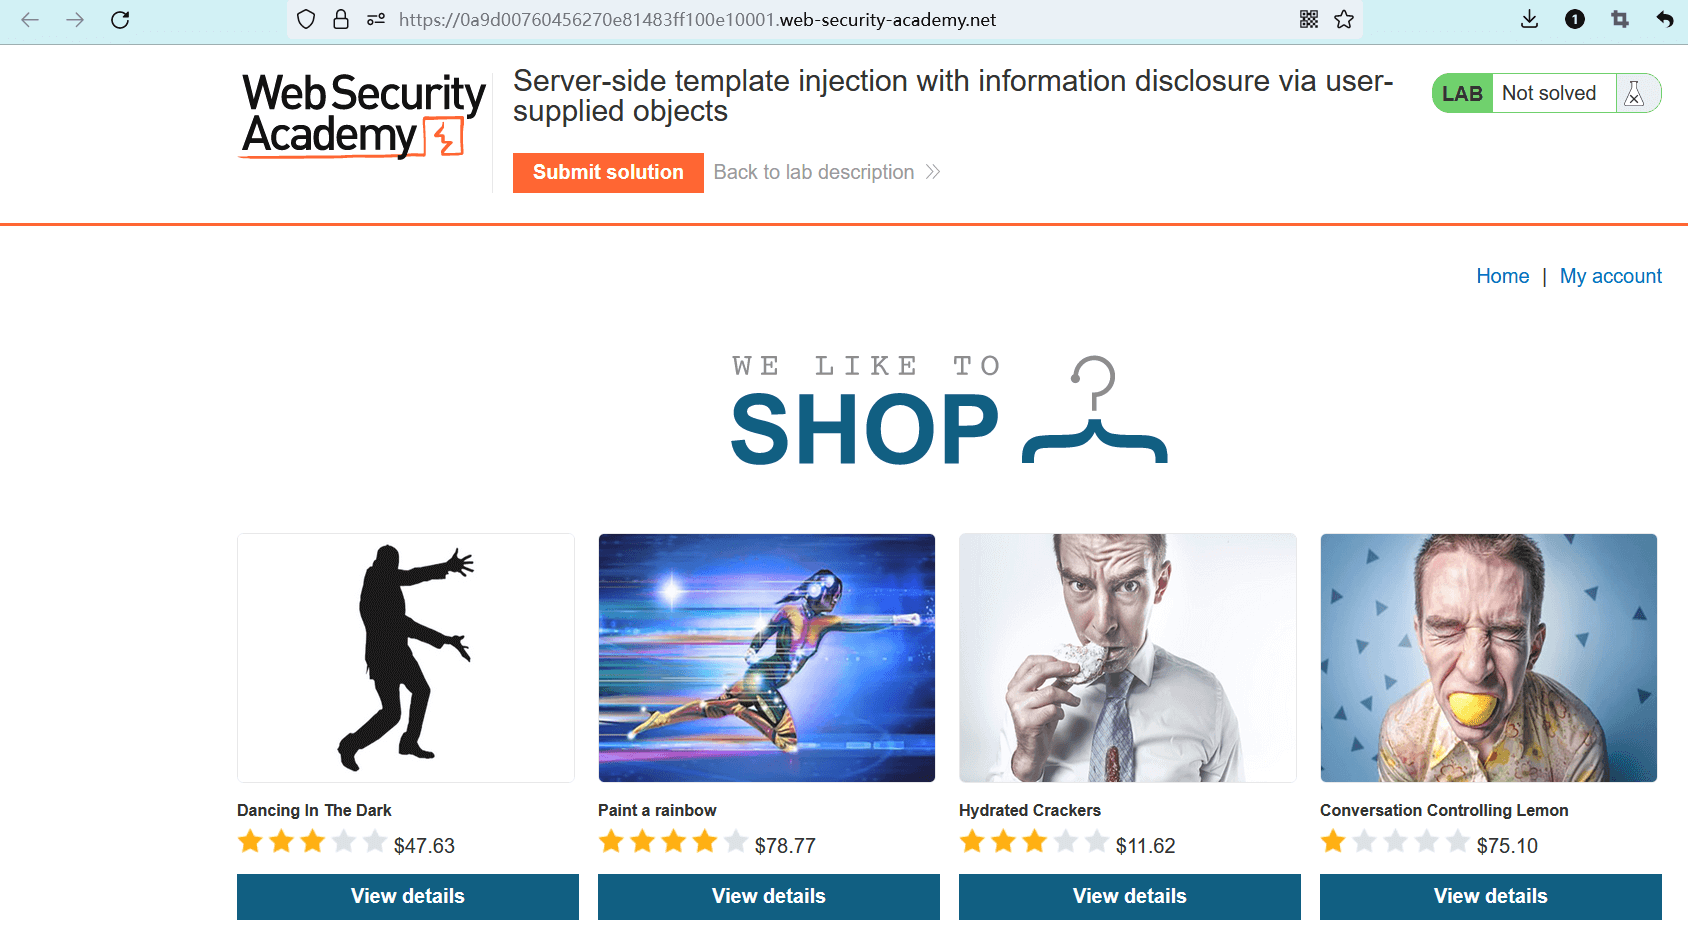 https://0a9d00760456270e81483ff100e10001.web-security-academy.net
1
Web Security
Academy
Server-side template injection with information disclosure via user-
supplied objects
LAB Not solved
Submit solution Back to lab description
Home | My account
WE LIKE TO
SHOP
Dancing In The Dark
$47.63
View details
Paint a rainbow
$78.77
View details
Hydrated Crackers
$11.62
View details
Conversation Controlling Lemon
$75.10
View details